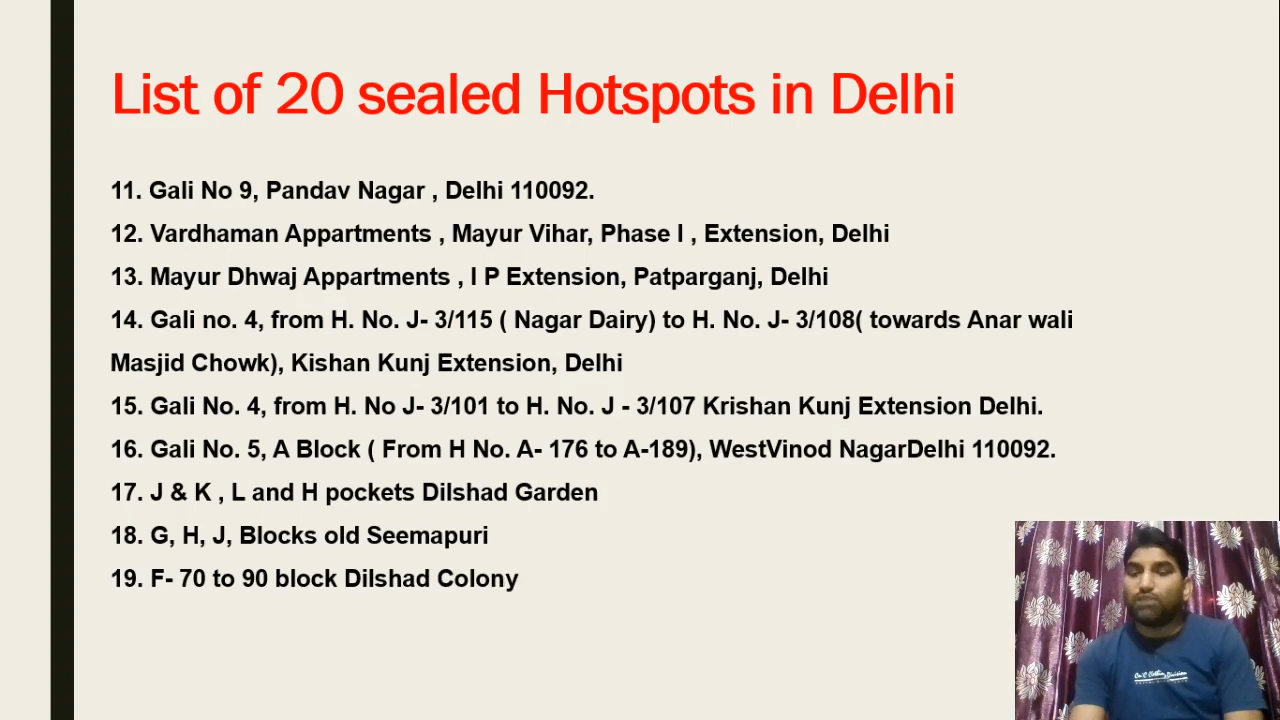 List of 20 sealed Hotspots in Delhi
11. Gali No 9, Pandav Nagar , Delhi 110092.
12. Vardhaman Appartments , Mayur Vihar, Phase I , Extension, Delhi
13. Mayur Dhwaj Appartments , I P Extension, Patparganj, Delhi
14. Gali no. 4, from H. No. J- 3/115 ( Nagar Dairy) to H. No. J- 3/108( towards Anar wali
Masjid Chowk), Kishan Kunj Extension, Delhi
15. Gali No. 4, from H. No J- 3/101 to H. No. J - 3/107 Krishan Kunj Extension Delhi.
16. Gali No. 5, A Block ( From H No. A- 176 to A-189), WestVinod NagarDelhi 110092.
17. J & K , L and H pockets Dilshad Garden
18. G, H, J, Blocks old Seemapuri
19. F- 70 to 90 block Dilshad Colony